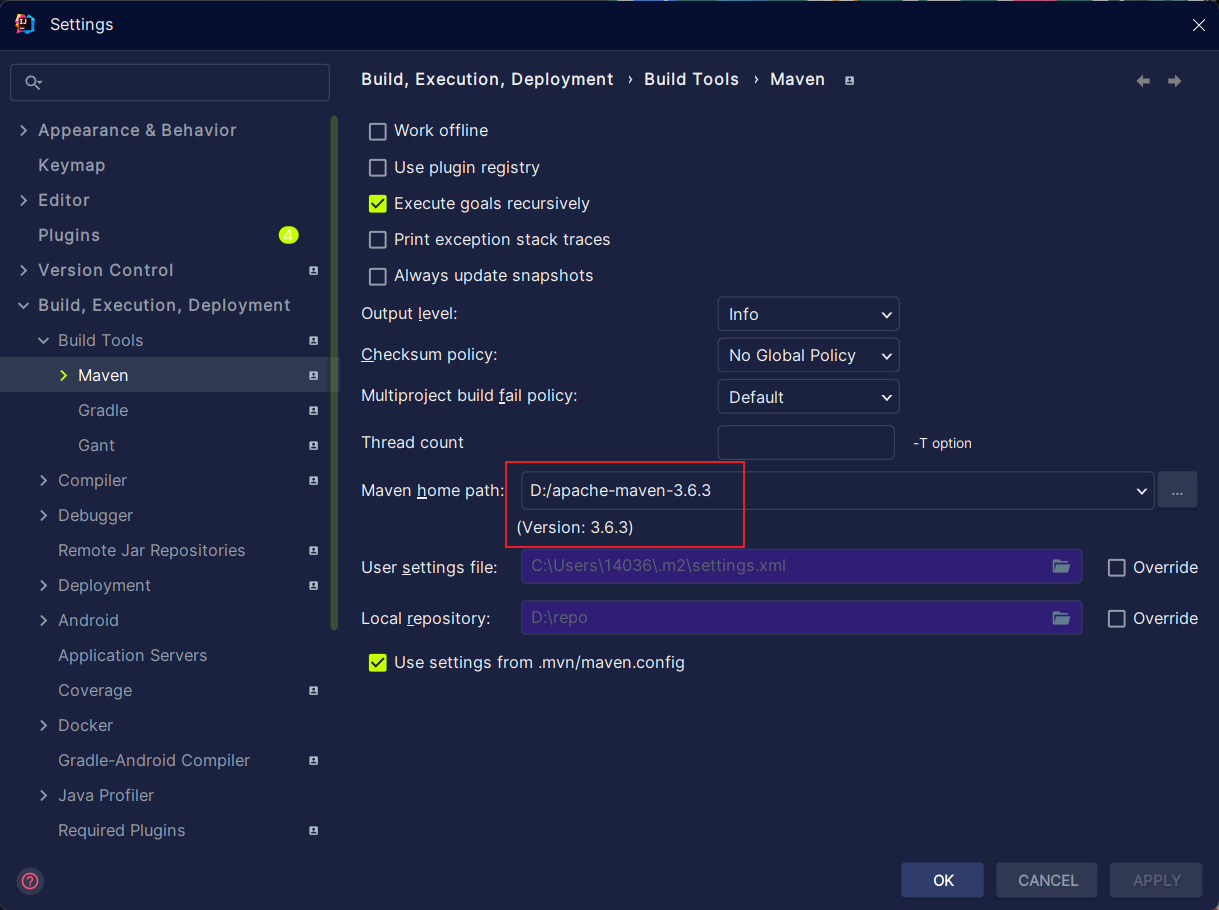 Settings
Build, Execution, Deployment › Build Tools › Maven
Appearance & Behavior
Keymap
Editor
Plugins 4
Version Control
Build, Execution, Deployment
Build Tools
Maven
Gradle
Gant
Compiler
Debugger
Remote Jar Repositories
Deployment
Android
Application Servers
Coverage
Docker
Gradle-Android Compiler
Java Profiler
Required Plugins
Work offline
Use plugin registry
Execute goals recursively
Print exception stack traces
Always update snapshots
Output level: Info
Checksum policy: No Global Policy
Multiproject build fail policy: Default
Thread count -T option
Maven home path: D:/apache-maven-3.6.3 ...
(Version: 3.6.3)
User settings file: C:\Users\14036\.m2\settings.xml Override
Local repository: D:\repo Override
Use settings from .mvn/maven.config
? OK CANCEL APPLY